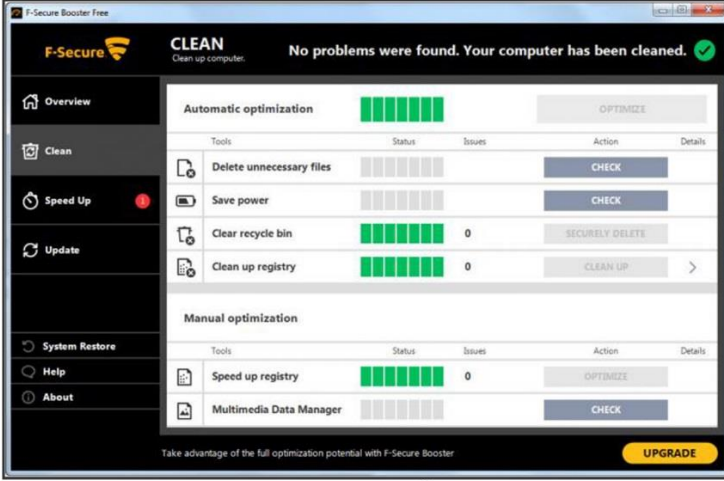 F-Secure Booster Free
F-Secure
CLEAN
Clean up computer.
No problems were found. Your computer has been cleaned.
Overview
Clean
Speed Up 1
Update
System Restore
Help
About
Automatic optimization OPTIMIZE
Tools Status Issues Action Details
Delete unnecessary files CHECK
Save power CHECK
Clear recycle bin 0 SECURELY DELETE
Clean up registry 0 CLEAN UP
Manual optimization
Tools Status Issues Action Details
Speed up registry 0 OPTIMIZE
Multimedia Data Manager CHECK
Take advantage of the full optimization potential with F-Secure Booster
UPGRADE